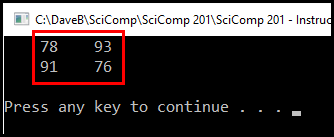 C:\DaveB\SciComp\SciComp 201\SciComp 201 - Instruc
78 93
91 76
Press any key to continue . . .